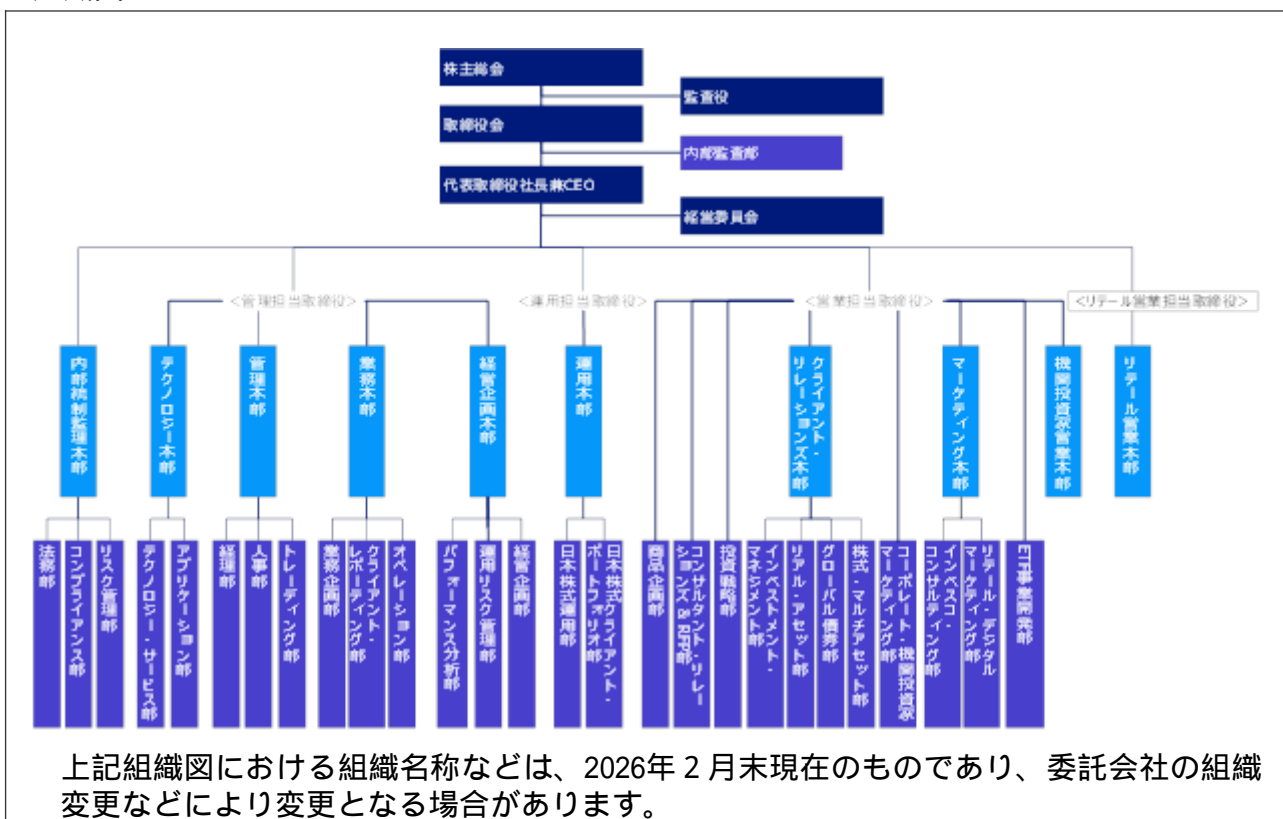 株主総会
監査役
取締役会
内部監査部
代表取締役社長兼CEO
経営委員会
<管理担当取締役>
<運用担当取締役>
<営業担当取締役>
<リテール営業担当取締役>
内部統制監理本部
テクノロジー本部
管理本部
業務本部
経営企画本部
運用本部
クライアント・
リレーションズ本部
マーケティング本部
機関投資家営業本部
リテール営業本部
法務部
コンプライアンス部
リスク管理部
テクノロジー・サービス部
アプリケーション部
経理部
人事部
トレーディング部
業務企画部
クライアント・
レポーティング部
オペレーション部
パフォーマンス分析部
運用リスク管理部
経営企画部
日本株式運用部
日本株式クライアント・
ポートフォリオ部
商品企画部
コンサルタント・リレー
ションズ & RFP部
投資戦略部
インベストメント・
マネジメント部
リアル・アセット部
グローバル債券部
株式・マルチアセット部
コーポレート・機関投資家
マーケティング部
インベスコ・
コンサルティング部
リテール・デジタル
マーケティング部
ETF事業開発部
上記組織図における組織名称などは、2026年2月末現在のものであり、委託会社の組織
変更などにより変更となる場合があります。